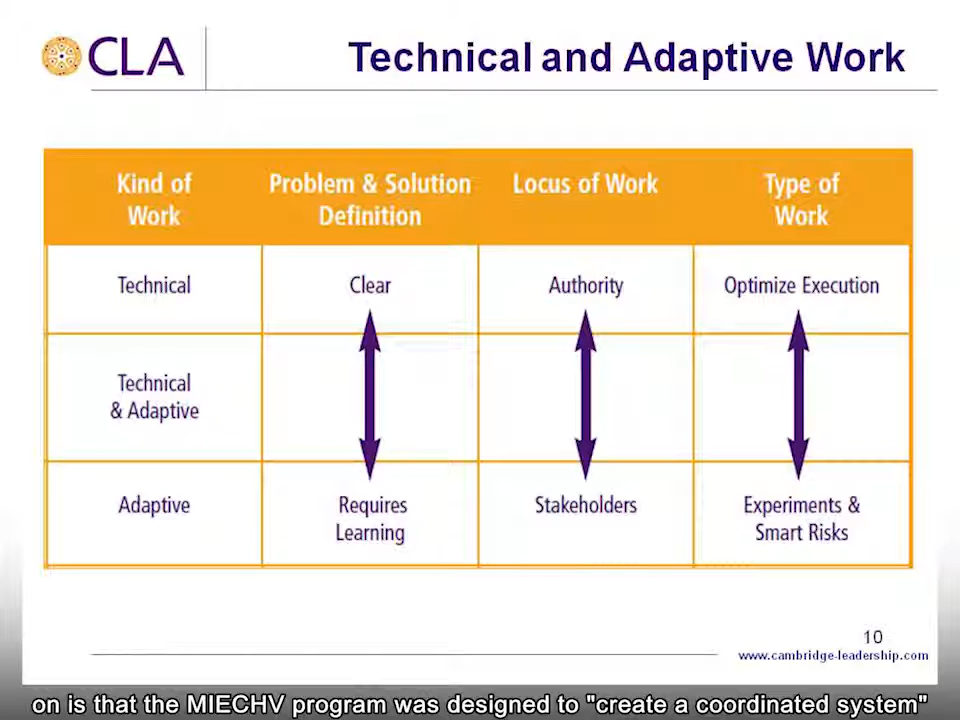 CLA
Technical and Adaptive Work
Kind of
Work
Problem & Solution
Definition
Locus of Work
Type of
Work
Technical
Clear
Authority
Optimize Execution
Technical
& Adaptive
Adaptive
Requires
Learning
Stakeholders
Experiments &
Smart Risks
10
www.cambridge-leadership.com
on is that the MIECHV program was designed to "create a coordinated system"